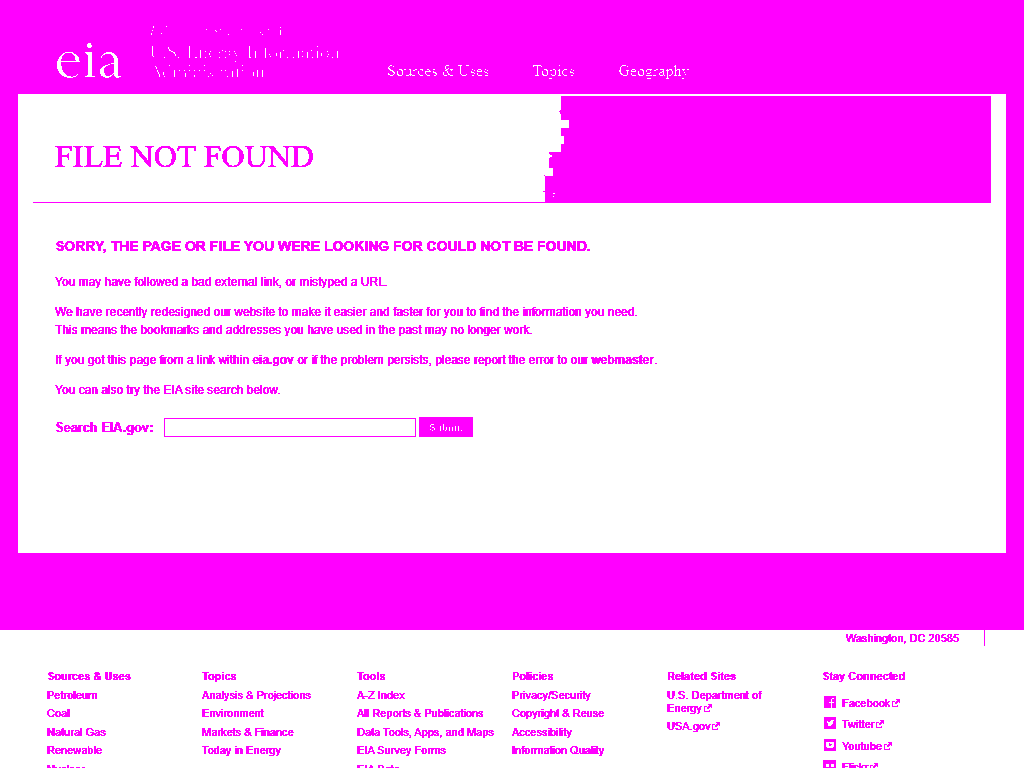 eia
U.S. Energy Information
Administration
Sources & Uses
Topics
Geography
FILE NOT FOUND
SORRY, THE PAGE OR FILE YOU WERE LOOKING FOR COULD NOT BE FOUND.
You may have followed a bad external link, or mistyped a URL.
We have recently redesigned our website to make it easier and faster for you to find the information you need.
This means the bookmarks and addresses you have used in the past may no longer work.
If you got this page from a link within eia.gov or if the problem persists, please report the error to our webmaster.
You can also try the EIA site search below.
Search EIA.gov:
Submit
Washington, DC 20585
Sources & Uses
Petroleum
Coal
Natural Gas
Renewable
Nuclear
Topics
Analysis & Projections
Environment
Markets & Finance
Today in Energy
Tools
A-Z Index
All Reports & Publications
Data Tools, Apps, and Maps
EIA Survey Forms
EIA Beta
Policies
Privacy/Security
Copyright & Reuse
Accessibility
Information Quality
Related Sites
U.S. Department of
Energy
USA.gov
Stay Connected
Facebook
Twitter
Youtube
Flickr